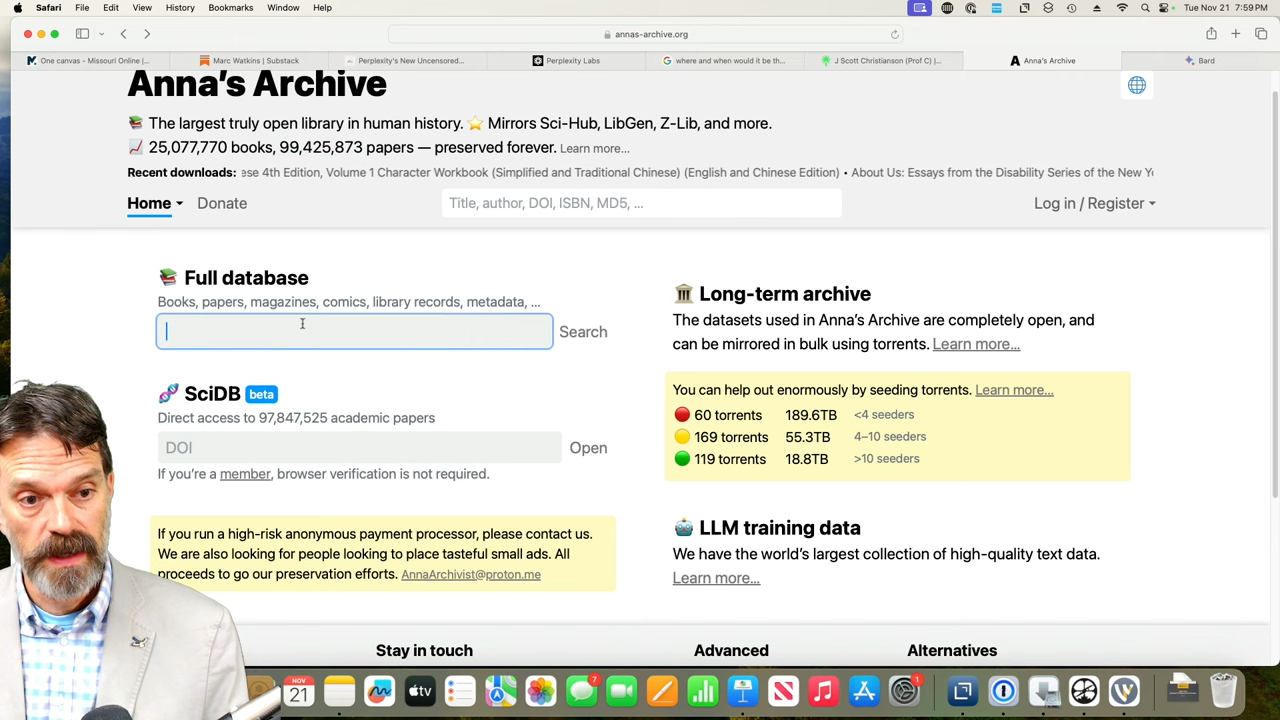 Safari File Edit View History Bookmarks Window Help Tue Nov 21 7:59 PM
annas-archive.org
One canvas - Missouri Online |... Marc Watkins | Substack Perplexity's New Uncensored... Perplexity Labs where and when would it be th... J Scott Christianson (Prof C) |... Anna's Archive Bard
Anna's Archive
The largest truly open library in human history. Mirrors Sci-Hub, LibGen, Z-Lib, and more.
25,077,770 books, 99,425,873 papers — preserved forever. Learn more...
Recent downloads: ese 4th Edition, Volume 1 Character Workbook (Simplified and Traditional Chinese) (English and Chinese Edition) • About Us: Essays from the Disability Series of the New Yo
Home Donate Title, author, DOI, ISBN, MD5, ... Log in / Register
Full database
Books, papers, magazines, comics, library records, metadata, ...
Search
SciDB beta
Direct access to 97,847,525 academic papers
DOI Open
If you're a member, browser verification is not required.
If you run a high-risk anonymous payment processor, please contact us.
We are also looking for people looking to place tasteful small ads. All
proceeds to go our preservation efforts. AnnaArchivist@proton.me
Long-term archive
The datasets used in Anna's Archive are completely open, and
can be mirrored in bulk using torrents. Learn more...
You can help out enormously by seeding torrents. Learn more...
60 torrents 189.6TB <4 seeders
169 torrents 55.3TB 4–10 seeders
119 torrents 18.8TB >10 seeders
LLM training data
We have the world's largest collection of high-quality text data.
Learn more...
Stay in touch Advanced Alternatives
NOV
21
tv
7
1